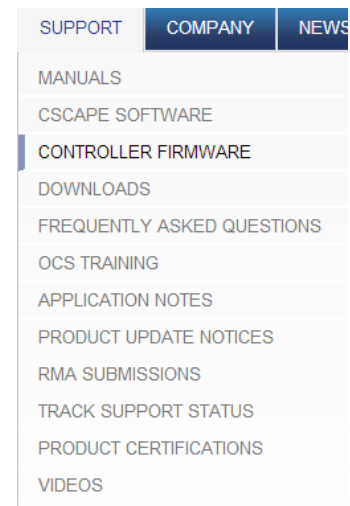 SUPPORT COMPANY NEWS
MANUALS
CSCAPE SOFTWARE
CONTROLLER FIRMWARE
DOWNLOADS
FREQUENTLY ASKED QUESTIONS
OCS TRAINING
APPLICATION NOTES
PRODUCT UPDATE NOTICES
RMA SUBMISSIONS
TRACK SUPPORT STATUS
PRODUCT CERTIFICATIONS
VIDEOS